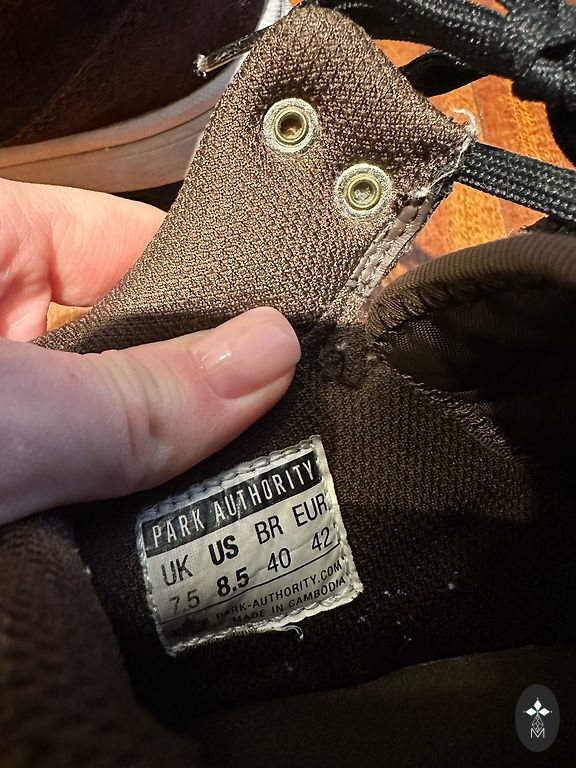 PARK AUTHORITY
UK US BR EUR
7.5 8.5 40 42
PARK-AUTHORITY.COM
MADE IN CAMBODIA
M